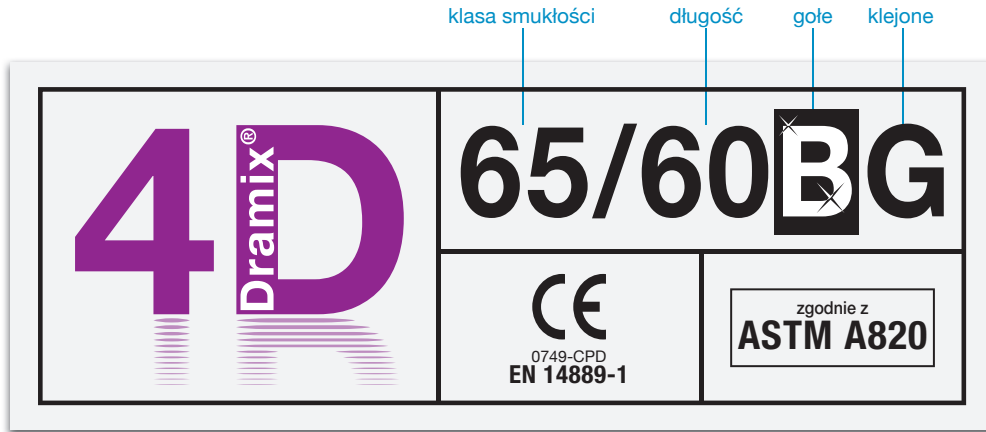 klasa smukłości długość gołe klejone
4D Dramix®
65/60BG
CE
0749-CPD
EN 14889-1
zgodnie z
ASTM A820